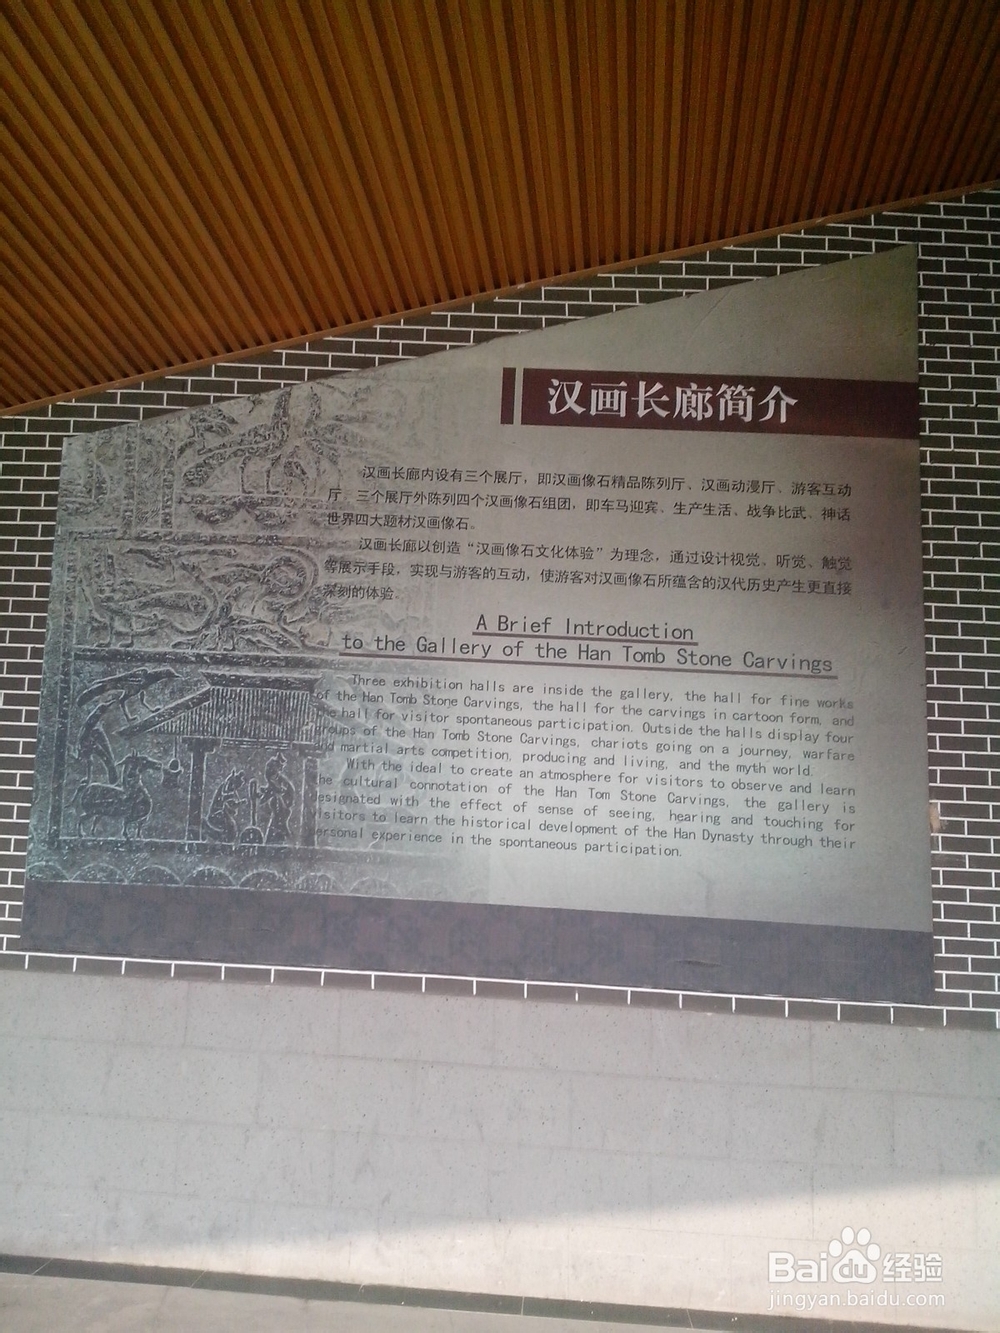 汉画长廊简介
汉画长廊内设有三个展厅，即汉画像石精品陈列厅、汉画动漫厅、游客互动
厅。三个展厅外陈列四个汉画像石组团，即车马迎宾、生产生活、战争比武、神话
世界四大题材汉画像石。
汉画长廊以创造“汉画像石文化体验”为理念，通过设计视觉、听觉、触觉
等展示手段，实现与游客的互动，使游客对汉画像石所蕴含的汉代历史产生更直接
深刻的体验。
A Brief Introduction
to the Gallery of the Han Tomb Stone Carvings
Three exhibition halls are inside the gallery, the hall for fine works
of the Han Tomb Stone Carvings, the hall for the carvings in cartoon form, and
the hall for visitor spontaneous participation. Outside the halls display four
groups of the Han Tomb Stone Carvings, chariots going on a journey, warfare
and martial arts competition, producing and living, and the myth world.
With the ideal to create an atmosphere for visitors to observe and learn
the cultural connotation of the Han Tom Stone Carvings, the gallery is
designated with the effect of sense of seeing, hearing and touching for
visitors to learn the historical development of the Han Dynasty through their
personal experience in the spontaneous participation.
Baidu 经验
jingyan.baidu.com